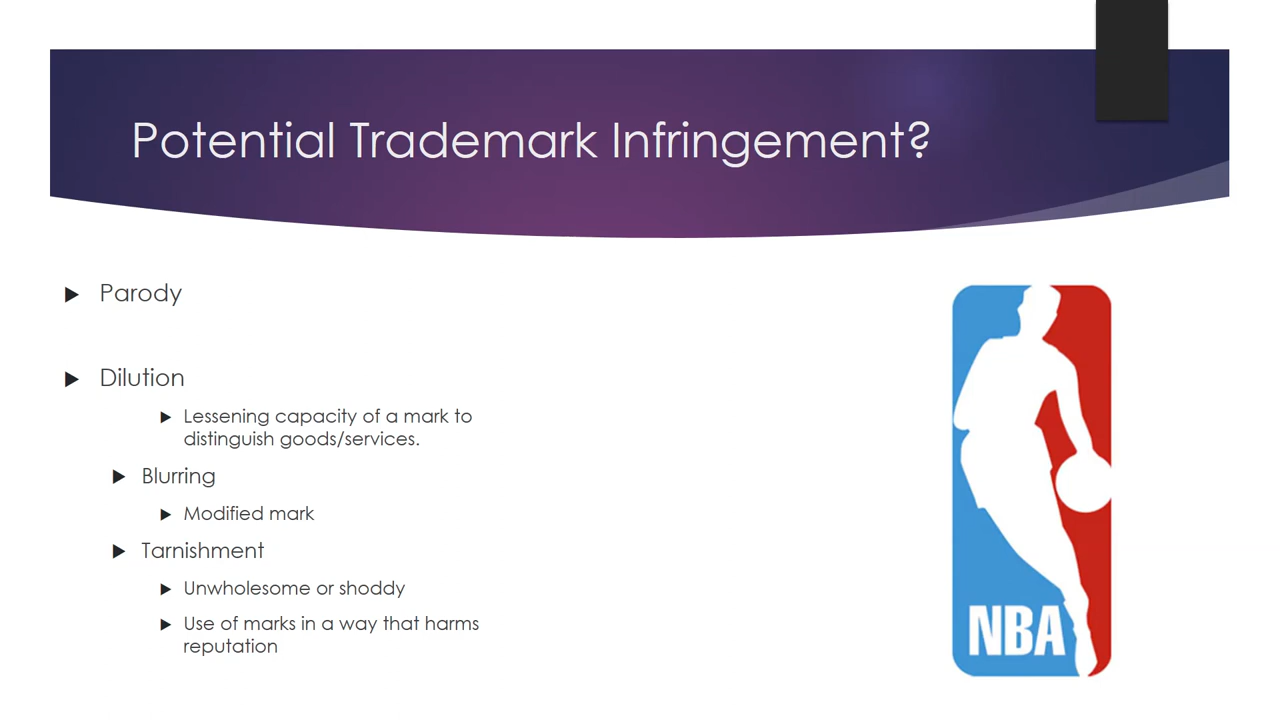 Potential Trademark Infringement?
Parody
Dilution
Lessening capacity of a mark to
distinguish goods/services.
Blurring
Modified mark
Tarnishment
Unwholesome or shoddy
Use of marks in a way that harms
reputation
NBA